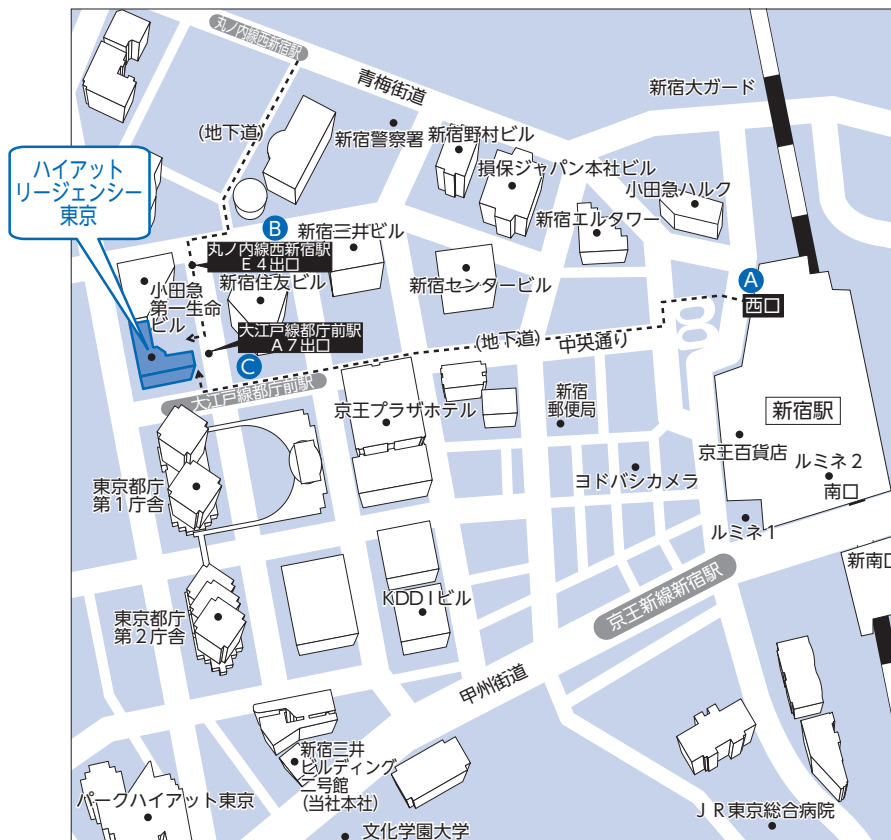 丸ノ内線西新宿駅
青梅街道
新宿大ガード
(地下道)
新宿警察署
新宿野村ビル
ハイアット
リージェンシー
東京
損保ジャパン本社ビル
小田急ハルク
新宿エルタワー
B
新宿三井ビル
丸ノ内線西新宿駅
E4出口
新宿住友ビル
新宿センタービル
A
西口
小田急
第一生命
ビル
大江戸線都庁前駅
A7出口
C
(地下道)
中央通り
大江戸線都庁前駅
京王プラザホテル
新宿
郵便局
新宿駅
京王百貨店
ルミネ2
南口
ヨドバシカメラ
東京都庁
第1庁舎
ルミネ1
新南口
京王新線新宿駅
KDDIビル
東京都庁
第2庁舎
甲州街道
新宿三井
ビルディング
二号館
(当社本社)
パークハイアット東京
文化学園大学
JR東京総合病院